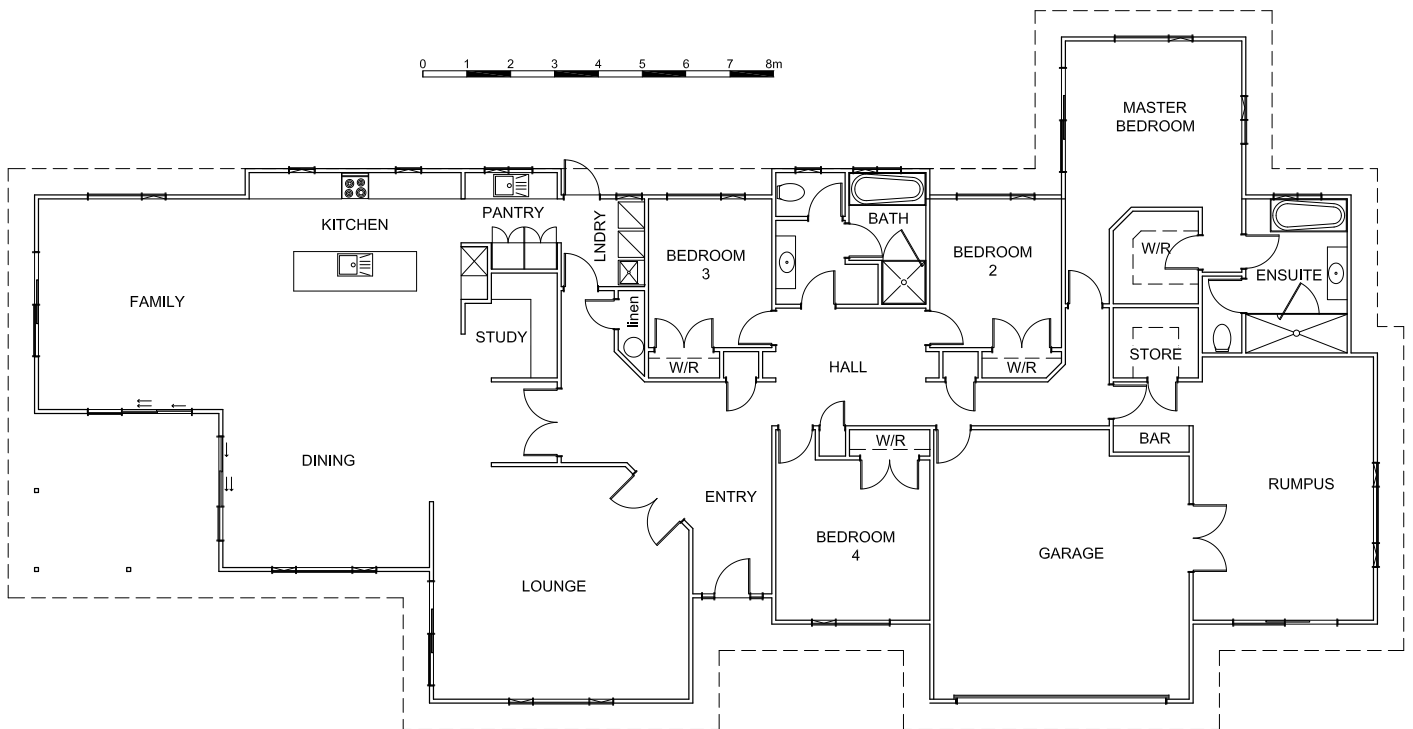 0 1 2 3 4 5 6 7 8m
MASTER
BEDROOM
KITCHEN
PANTRY
LNDRY
BATH
BEDROOM
3
BEDROOM
2
W/R
ENSUITE
FAMILY
linen
STUDY
STORE
W/R
HALL
W/R
DINING
W/R
BAR
ENTRY
RUMPUS
BEDROOM
4
GARAGE
LOUNGE